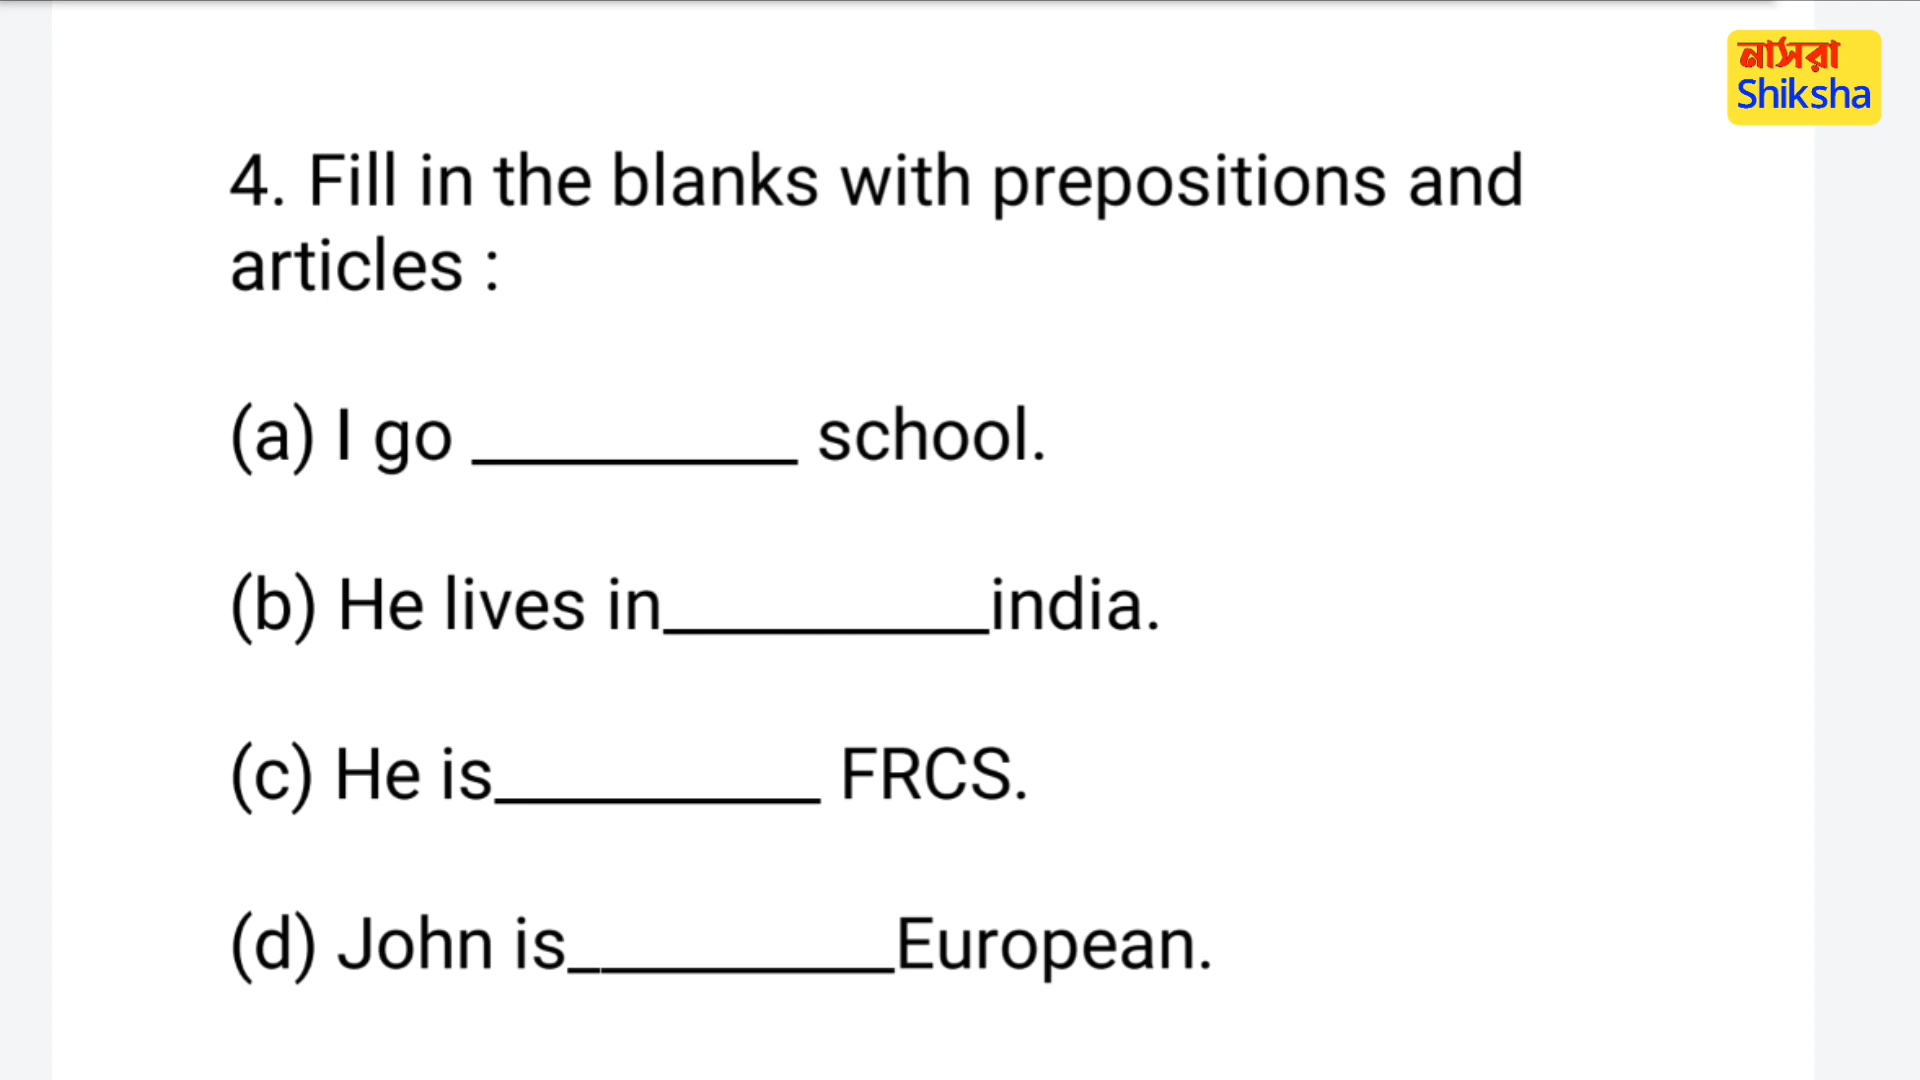 নাসরা
Shiksha
4. Fill in the blanks with prepositions and
articles :
(a) I go __________ school.
(b) He lives in__________india.
(c) He is__________ FRCS.
(d) John is__________European.